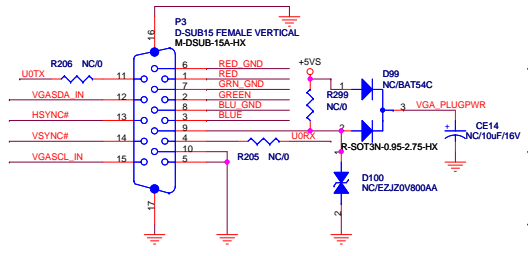 P3
D-SUB15 FEMALE VERTICAL
M-DSUB-15A-HX
16
R206 NC/0
U0TX
11
VGASDA_IN
12
HSYNC#
13
VSYNC#
14
VGASCL_IN
15
17
6 RED_GND
1 RED
7 GRN_GND
2 GREEN
8 BLU_GND
3 BLUE
9
4 U0RX
10
5
R205 NC/0
+5VS
R299
NC/0
D99
NC/BAT54C
1
2
3 VGA_PLUGPWR
R-SOT3N-0.95-2.75-HX
CE14
NC/10uF/16V
+
1
D100
NC/EZJZ0V800AA
2